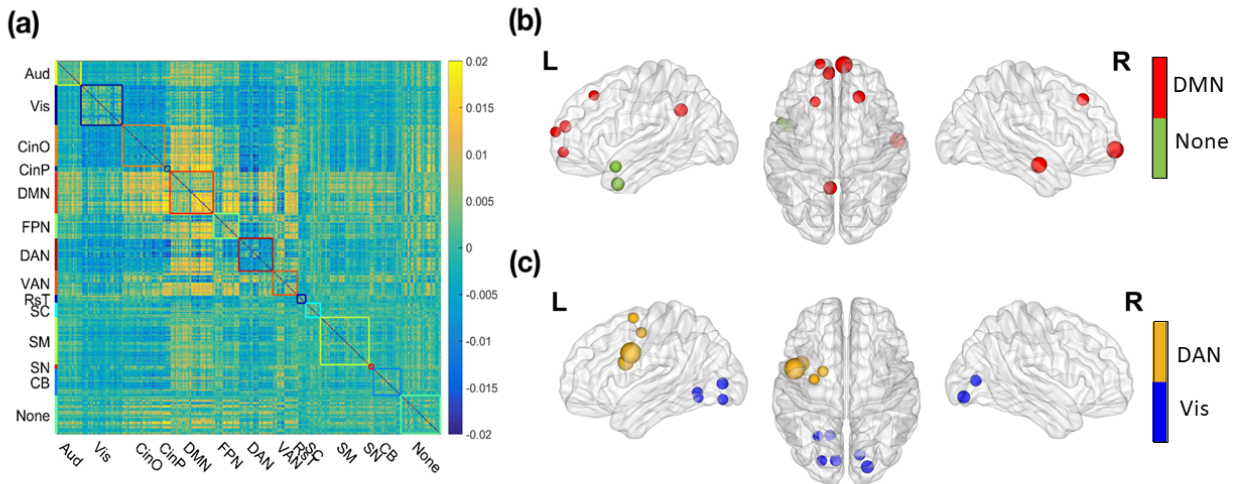 (a)
Aud
Vis
CinO
CinP
DMN
FPN
DAN
VAN
RsT
SC
SM
SN
CB
None
Aud
Vis
CinO
CinP
DMN
FPN
DAN
VAN
RsT
SC
SM
SN
CB
None
0.02
0.015
0.01
0.005
0
-0.005
-0.01
-0.015
-0.02
(b)
L
R
DMN
None
(c)
L
R
DAN
Vis